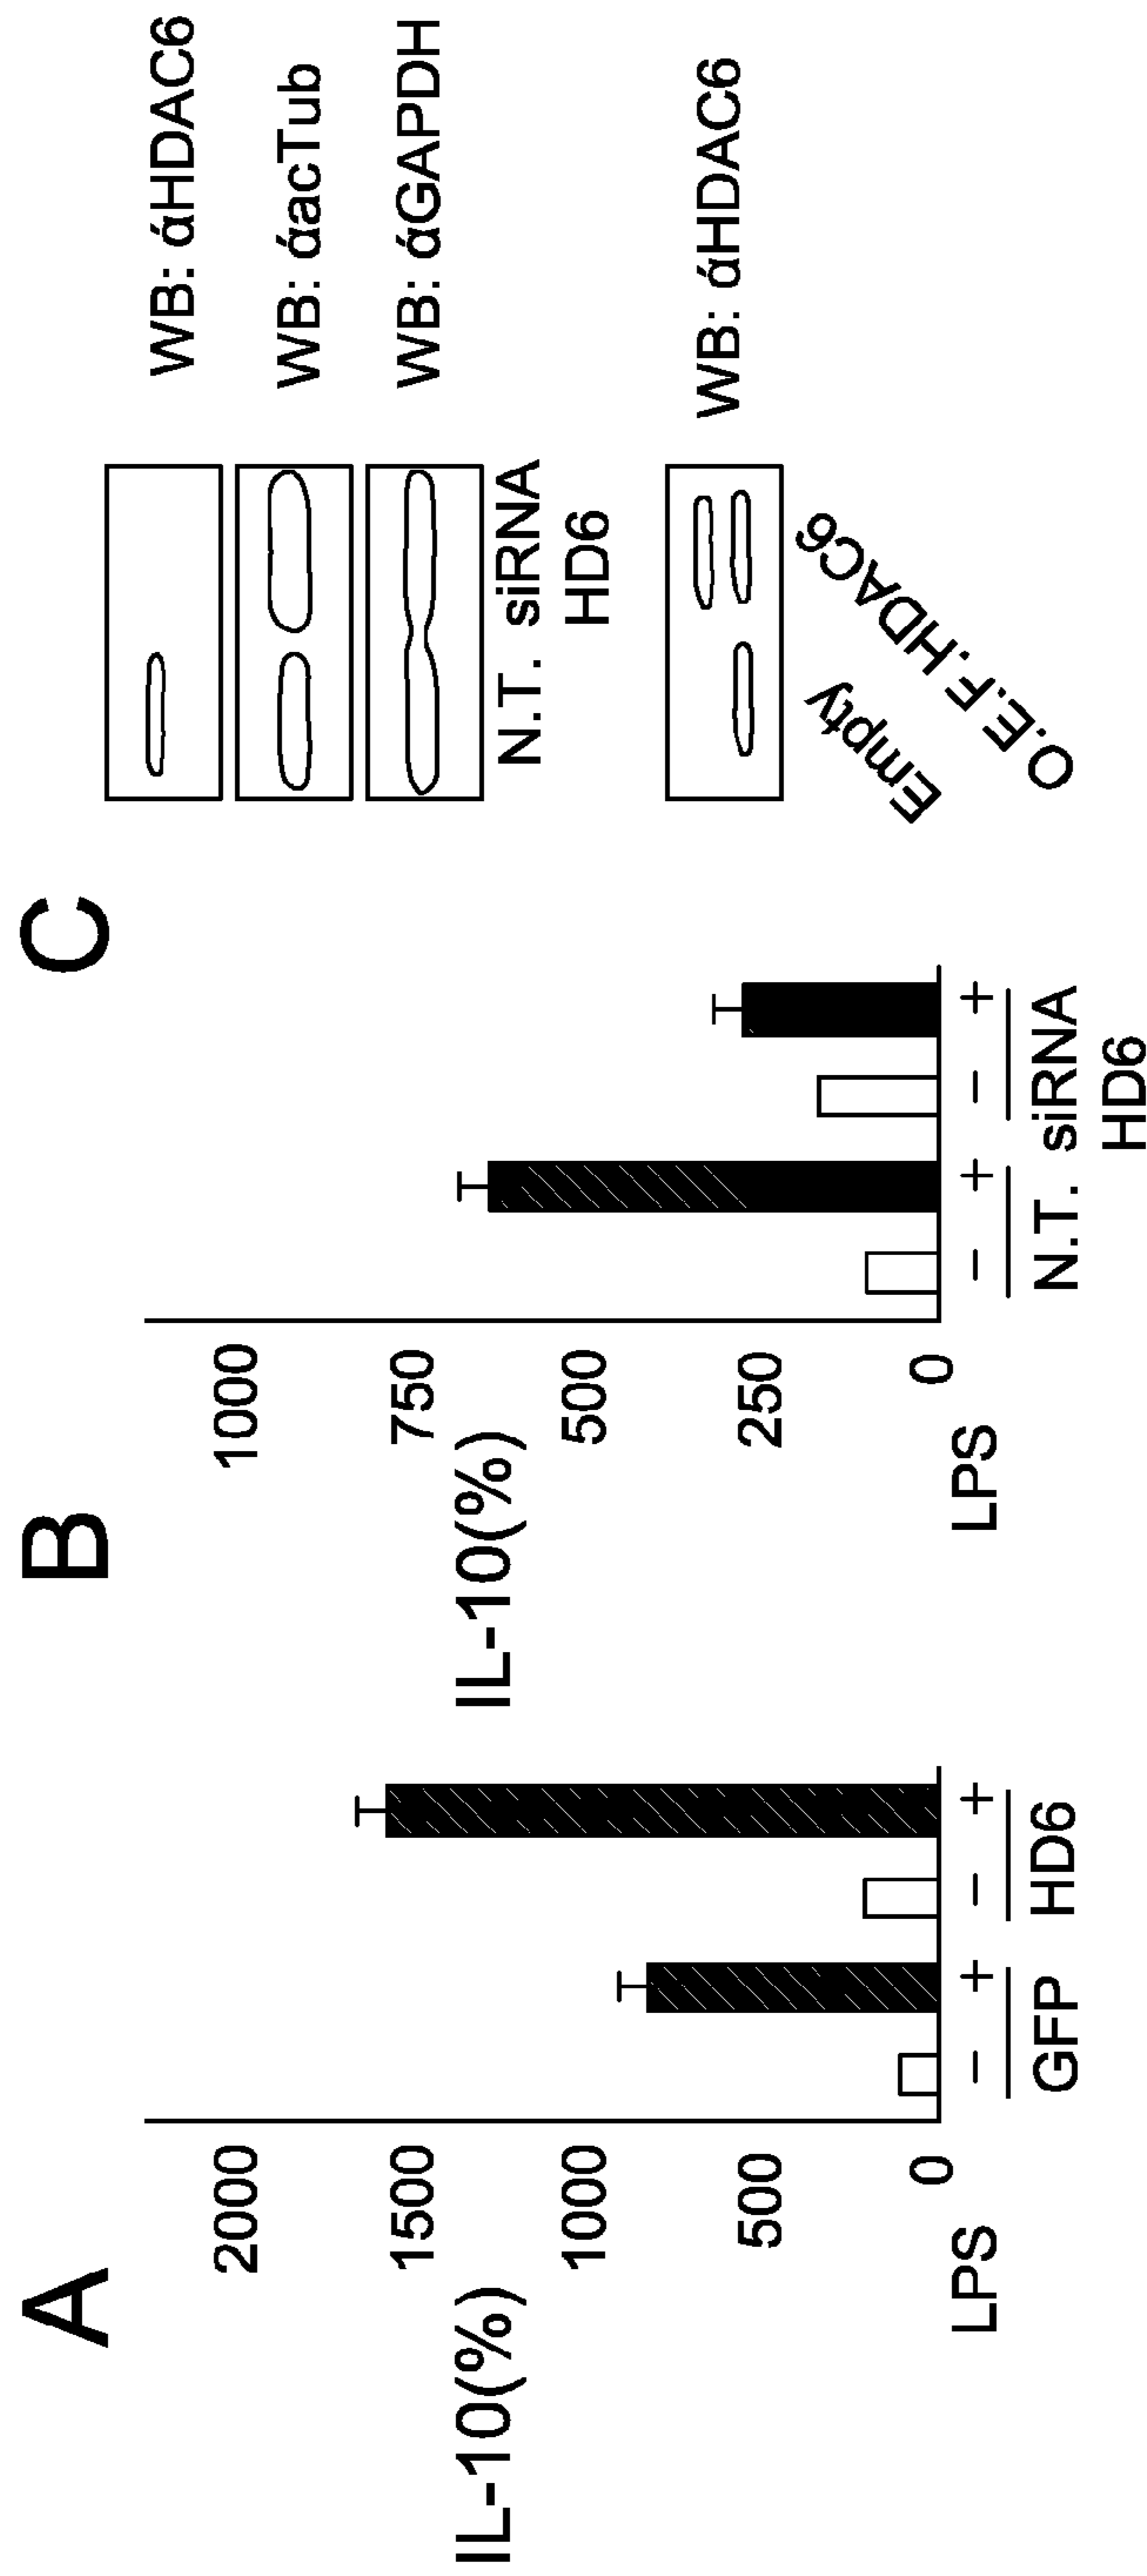 A
IL-10(%)
2000
1500
1000
500
0
LPS
− + − +
GFP HD6
B
IL-10(%)
1000
750
500
250
0
LPS
− + − +
N.T. siRNA
HD6
C
WB: άHDAC6
WB: άacTub
WB: άGAPDH
N.T. siRNA
HD6
WB: άHDAC6
Empty
O.E.F.HDAC6